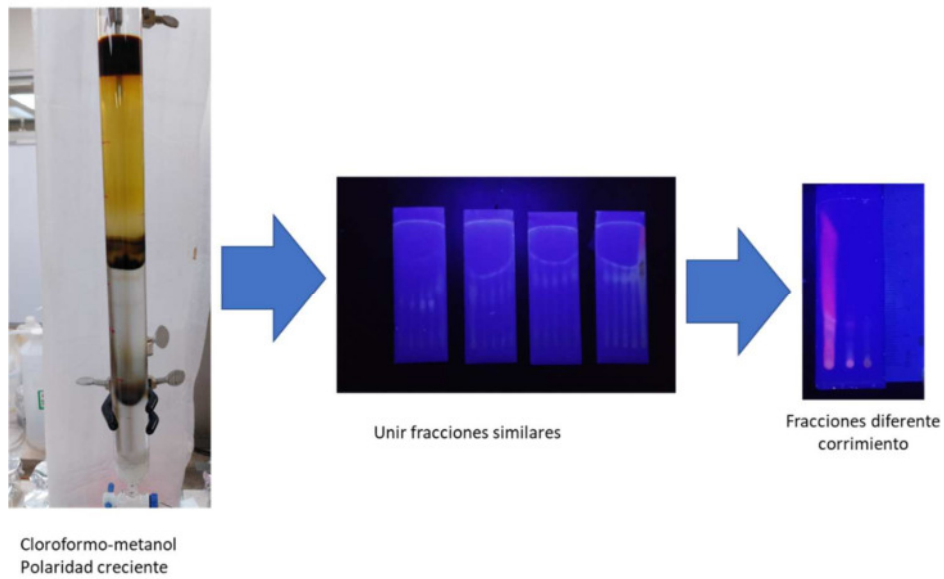 Unir fracciones similares
Fracciones diferente
corrimiento
Cloroformo-metanol
Polaridad creciente